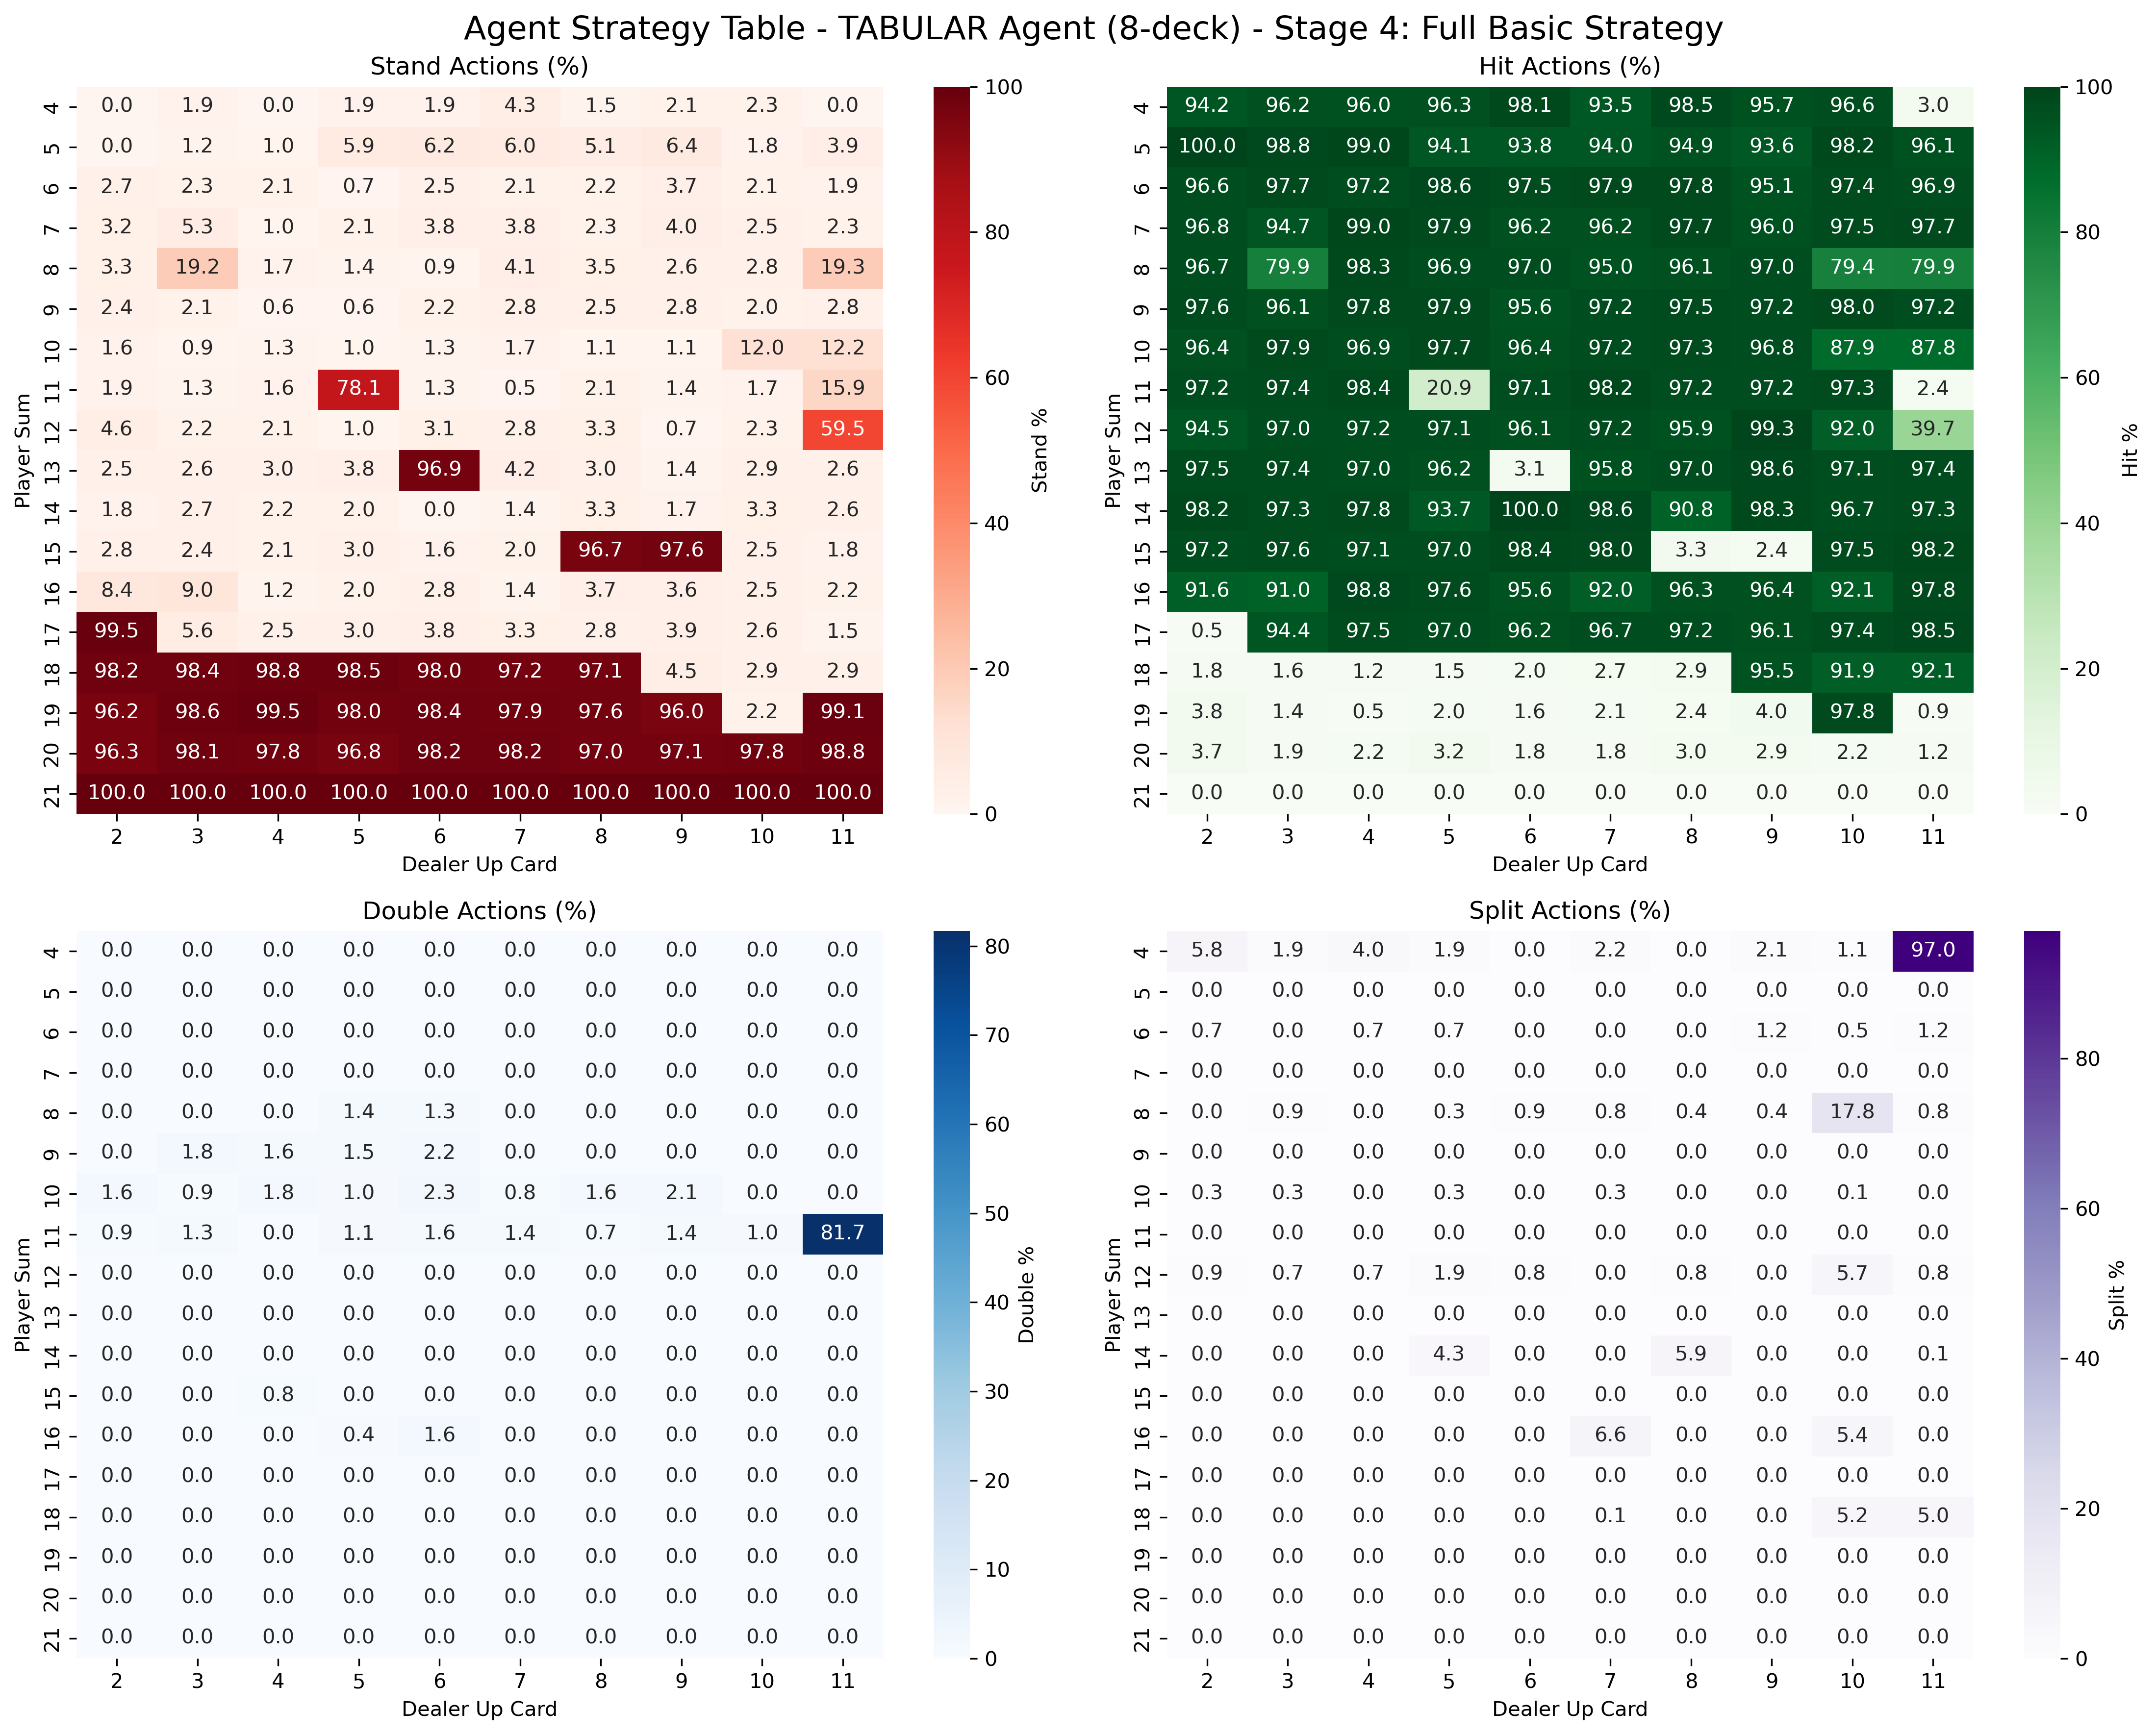 Agent Strategy Table - TABULAR Agent (8-deck) - Stage 4: Full Basic Strategy
Stand Actions (%)
4 0.0 1.9 0.0 1.9 1.9 4.3 1.5 2.1 2.3 0.0
5 0.0 1.2 1.0 5.9 6.2 6.0 5.1 6.4 1.8 3.9
6 2.7 2.3 2.1 0.7 2.5 2.1 2.2 3.7 2.1 1.9
7 3.2 5.3 1.0 2.1 3.8 3.8 2.3 4.0 2.5 2.3
8 3.3 19.2 1.7 1.4 0.9 4.1 3.5 2.6 2.8 19.3
9 2.4 2.1 0.6 0.6 2.2 2.8 2.5 2.8 2.0 2.8
10 1.6 0.9 1.3 1.0 1.3 1.7 1.1 1.1 12.0 12.2
11 1.9 1.3 1.6 78.1 1.3 0.5 2.1 1.4 1.7 15.9
12 4.6 2.2 2.1 1.0 3.1 2.8 3.3 0.7 2.3 59.5
13 2.5 2.6 3.0 3.8 96.9 4.2 3.0 1.4 2.9 2.6
14 1.8 2.7 2.2 2.0 0.0 1.4 3.3 1.7 3.3 2.6
15 2.8 2.4 2.1 3.0 1.6 2.0 96.7 97.6 2.5 1.8
16 8.4 9.0 1.2 2.0 2.8 1.4 3.7 3.6 2.5 2.2
17 99.5 5.6 2.5 3.0 3.8 3.3 2.8 3.9 2.6 1.5
18 98.2 98.4 98.8 98.5 98.0 97.2 97.1 4.5 2.9 2.9
19 96.2 98.6 99.5 98.0 98.4 97.9 97.6 96.0 2.2 99.1
20 96.3 98.1 97.8 96.8 98.2 98.2 97.0 97.1 97.8 98.8
21 100.0 100.0 100.0 100.0 100.0 100.0 100.0 100.0 100.0 100.0
2 3 4 5 6 7 8 9 10 11
Dealer Up Card
Player Sum
100
80
60
40
20
0
Stand %
Hit Actions (%)
4 94.2 96.2 96.0 96.3 98.1 93.5 98.5 95.7 96.6 3.0
5 100.0 98.8 99.0 94.1 93.8 94.0 94.9 93.6 98.2 96.1
6 96.6 97.7 97.2 98.6 97.5 97.9 97.8 95.1 97.4 96.9
7 96.8 94.7 99.0 97.9 96.2 96.2 97.7 96.0 97.5 97.7
8 96.7 79.9 98.3 96.9 97.0 95.0 96.1 97.0 79.4 79.9
9 97.6 96.1 97.8 97.9 95.6 97.2 97.5 97.2 98.0 97.2
10 96.4 97.9 96.9 97.7 96.4 97.2 97.3 96.8 87.9 87.8
11 97.2 97.4 98.4 20.9 97.1 98.2 97.2 97.2 97.3 2.4
12 94.5 97.0 97.2 97.1 96.1 97.2 95.9 99.3 92.0 39.7
13 97.5 97.4 97.0 96.2 3.1 95.8 97.0 98.6 97.1 97.4
14 98.2 97.3 97.8 93.7 100.0 98.6 90.8 98.3 96.7 97.3
15 97.2 97.6 97.1 97.0 98.4 98.0 3.3 2.4 97.5 98.2
16 91.6 91.0 98.8 97.6 95.6 92.0 96.3 96.4 92.1 97.8
17 0.5 94.4 97.5 97.0 96.2 96.7 97.2 96.1 97.4 98.5
18 1.8 1.6 1.2 1.5 2.0 2.7 2.9 95.5 91.9 92.1
19 3.8 1.4 0.5 2.0 1.6 2.1 2.4 4.0 97.8 0.9
20 3.7 1.9 2.2 3.2 1.8 1.8 3.0 2.9 2.2 1.2
21 0.0 0.0 0.0 0.0 0.0 0.0 0.0 0.0 0.0 0.0
2 3 4 5 6 7 8 9 10 11
Dealer Up Card
Player Sum
100
80
60
40
20
0
Hit %
Double Actions (%)
4 0.0 0.0 0.0 0.0 0.0 0.0 0.0 0.0 0.0 0.0
5 0.0 0.0 0.0 0.0 0.0 0.0 0.0 0.0 0.0 0.0
6 0.0 0.0 0.0 0.0 0.0 0.0 0.0 0.0 0.0 0.0
7 0.0 0.0 0.0 0.0 0.0 0.0 0.0 0.0 0.0 0.0
8 0.0 0.0 0.0 1.4 1.3 0.0 0.0 0.0 0.0 0.0
9 0.0 1.8 1.6 1.5 2.2 0.0 0.0 0.0 0.0 0.0
10 1.6 0.9 1.8 1.0 2.3 0.8 1.6 2.1 0.0 0.0
11 0.9 1.3 0.0 1.1 1.6 1.4 0.7 1.4 1.0 81.7
12 0.0 0.0 0.0 0.0 0.0 0.0 0.0 0.0 0.0 0.0
13 0.0 0.0 0.0 0.0 0.0 0.0 0.0 0.0 0.0 0.0
14 0.0 0.0 0.0 0.0 0.0 0.0 0.0 0.0 0.0 0.0
15 0.0 0.0 0.8 0.0 0.0 0.0 0.0 0.0 0.0 0.0
16 0.0 0.0 0.0 0.4 1.6 0.0 0.0 0.0 0.0 0.0
17 0.0 0.0 0.0 0.0 0.0 0.0 0.0 0.0 0.0 0.0
18 0.0 0.0 0.0 0.0 0.0 0.0 0.0 0.0 0.0 0.0
19 0.0 0.0 0.0 0.0 0.0 0.0 0.0 0.0 0.0 0.0
20 0.0 0.0 0.0 0.0 0.0 0.0 0.0 0.0 0.0 0.0
21 0.0 0.0 0.0 0.0 0.0 0.0 0.0 0.0 0.0 0.0
2 3 4 5 6 7 8 9 10 11
Dealer Up Card
Player Sum
80
70
60
50
40
30
20
10
0
Double %
Split Actions (%)
4 5.8 1.9 4.0 1.9 0.0 2.2 0.0 2.1 1.1 97.0
5 0.0 0.0 0.0 0.0 0.0 0.0 0.0 0.0 0.0 0.0
6 0.7 0.0 0.7 0.7 0.0 0.0 0.0 1.2 0.5 1.2
7 0.0 0.0 0.0 0.0 0.0 0.0 0.0 0.0 0.0 0.0
8 0.0 0.9 0.0 0.3 0.9 0.8 0.4 0.4 17.8 0.8
9 0.0 0.0 0.0 0.0 0.0 0.0 0.0 0.0 0.0 0.0
10 0.3 0.3 0.0 0.3 0.0 0.3 0.0 0.0 0.1 0.0
11 0.0 0.0 0.0 0.0 0.0 0.0 0.0 0.0 0.0 0.0
12 0.9 0.7 0.7 1.9 0.8 0.0 0.8 0.0 5.7 0.8
13 0.0 0.0 0.0 0.0 0.0 0.0 0.0 0.0 0.0 0.0
14 0.0 0.0 0.0 4.3 0.0 0.0 5.9 0.0 0.0 0.1
15 0.0 0.0 0.0 0.0 0.0 0.0 0.0 0.0 0.0 0.0
16 0.0 0.0 0.0 0.0 0.0 6.6 0.0 0.0 5.4 0.0
17 0.0 0.0 0.0 0.0 0.0 0.0 0.0 0.0 0.0 0.0
18 0.0 0.0 0.0 0.0 0.0 0.1 0.0 0.0 5.2 5.0
19 0.0 0.0 0.0 0.0 0.0 0.0 0.0 0.0 0.0 0.0
20 0.0 0.0 0.0 0.0 0.0 0.0 0.0 0.0 0.0 0.0
21 0.0 0.0 0.0 0.0 0.0 0.0 0.0 0.0 0.0 0.0
2 3 4 5 6 7 8 9 10 11
Dealer Up Card
Player Sum
80
60
40
20
0
Split %